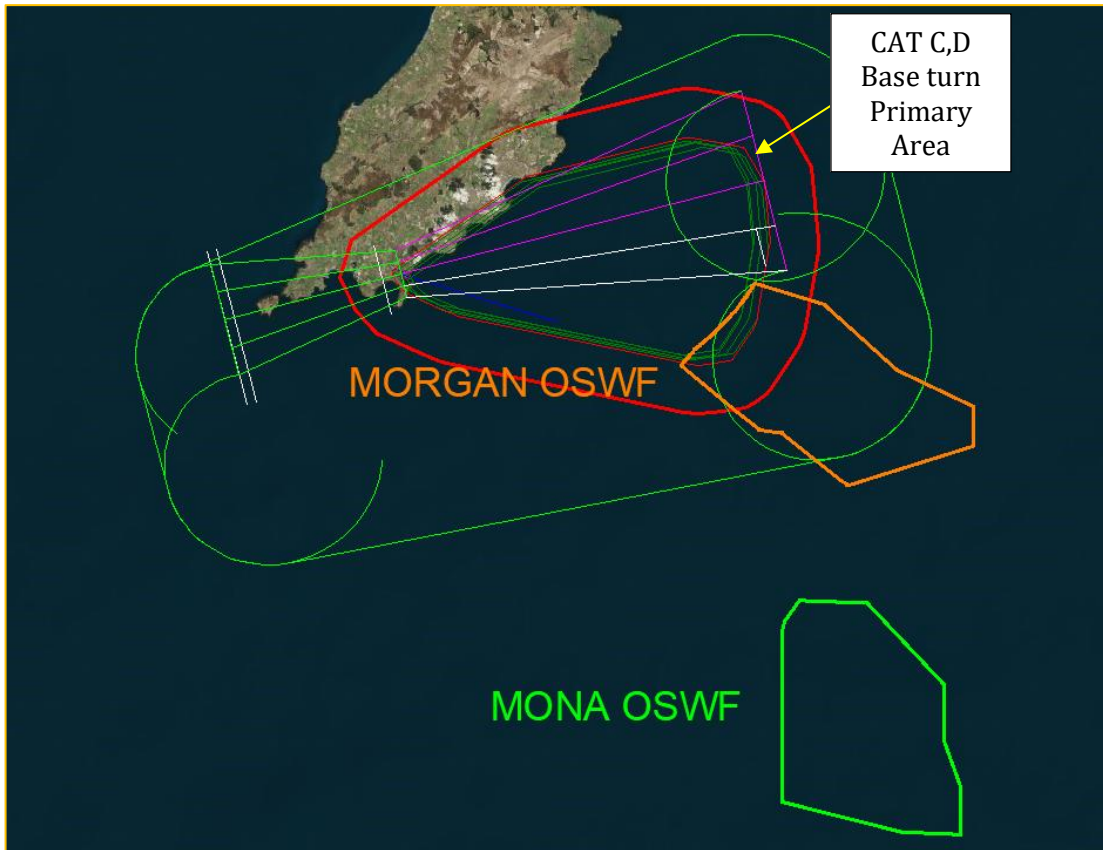 CAT C,D
Base turn
Primary
Area
MORGAN OSWF
MONA OSWF